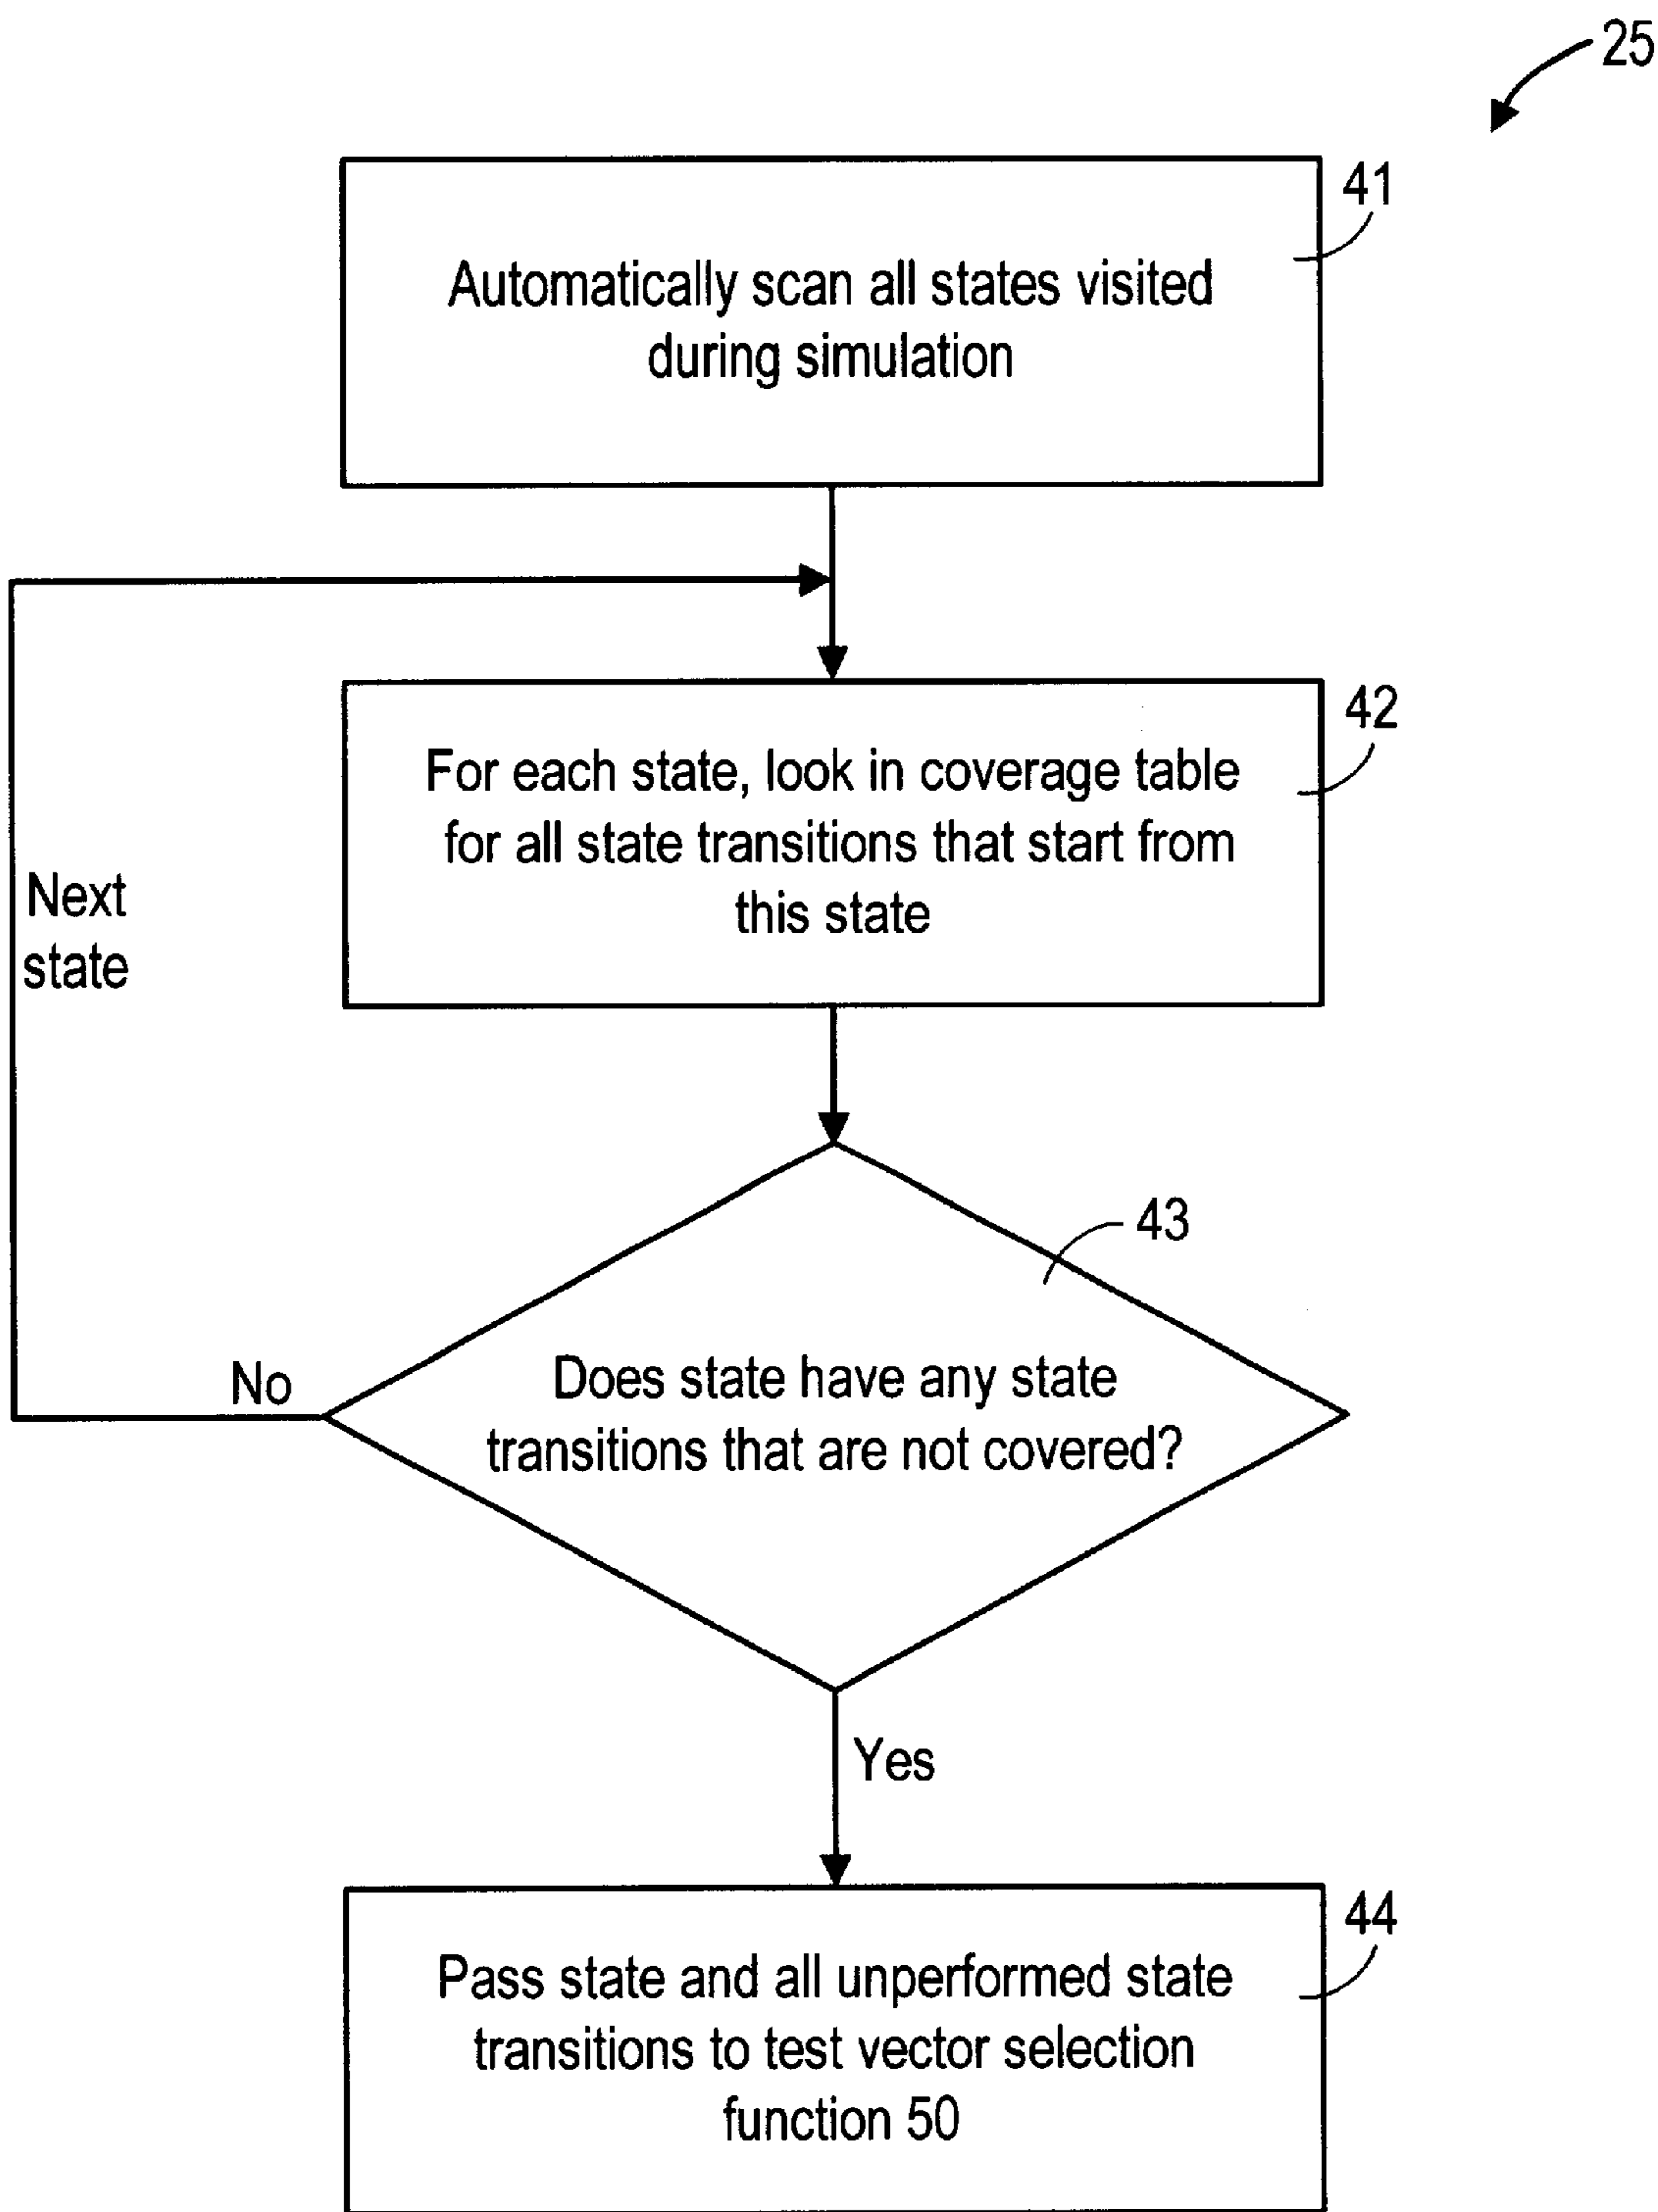 25
41
Automatically scan all states visited
during simulation
42
For each state, look in coverage table
for all state transitions that start from
this state
Next
state
43
Does state have any state
transitions that are not covered?
No
Yes
44
Pass state and all unperformed state
transitions to test vector selection
function 50